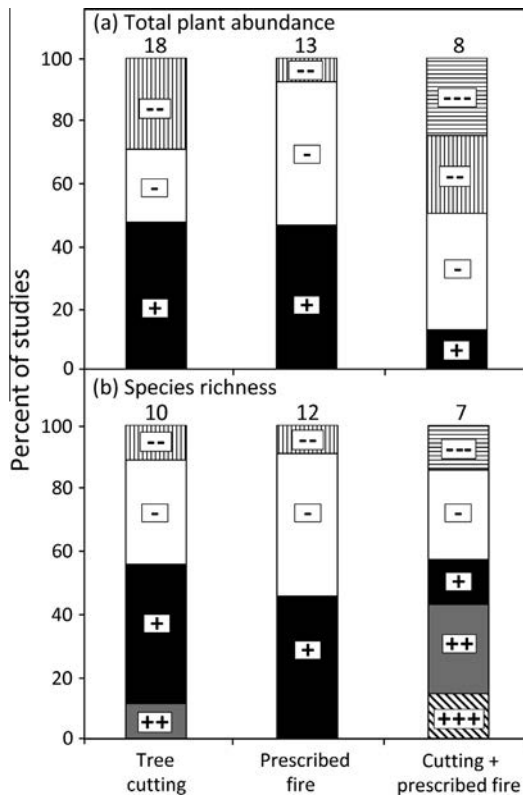 (a) Total plant abundance
18 13 8
100
80
60
40
20
0
-- -- ---
- - --
+ + -
+
Percent of studies
(b) Species richness
10 12 7
100
80
60
40
20
0
-- -- ---
- - -
+ + +
++ ++
+++
Tree
cutting
Prescribed
fire
Cutting +
prescribed fire